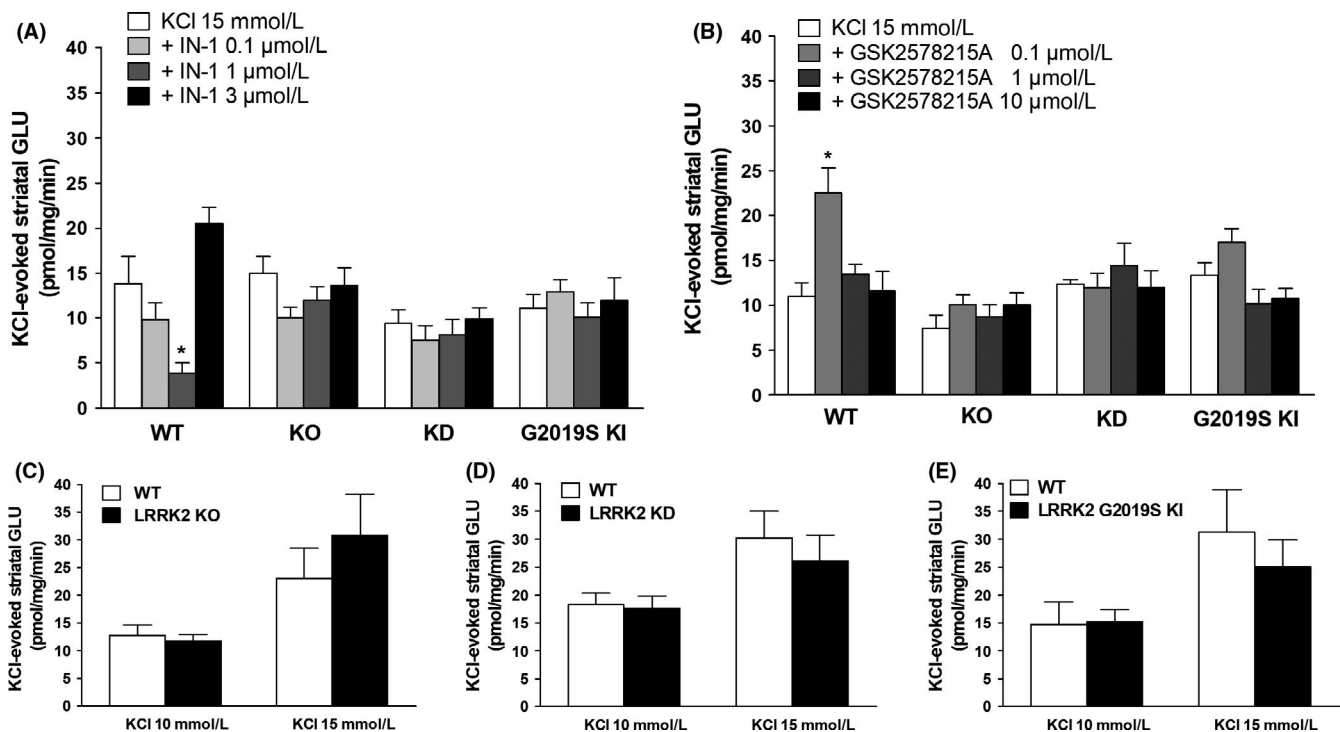 (A)
KCl 15 mmol/L
+ IN-1 0.1 µmol/L
+ IN-1 1 µmol/L
+ IN-1 3 µmol/L
KCl-evoked striatal GLU
(pmol/mg/min)
40
35
30
25
20
15
10
5
0
*
WT KO KD G2019S KI
(B)
KCl 15 mmol/L
+ GSK2578215A 0.1 µmol/L
+ GSK2578215A 1 µmol/L
+ GSK2578215A 10 µmol/L
KCl-evoked striatal GLU
(pmol/mg/min)
40
35
30
25
20
15
10
5
0
*
WT KO KD G2019S KI
(C)
WT
LRRK2 KO
KCl-evoked striatal GLU
(pmol/mg/min)
40
35
30
25
20
15
10
5
0
KCl 10 mmol/L KCl 15 mmol/L
(D)
WT
LRRK2 KD
KCl-evoked striatal GLU
(pmol/mg/min)
40
35
30
25
20
15
10
5
0
KCl 10 mmol/L KCl 15 mmol/L
(E)
WT
LRRK2 G2019S KI
KCl-evoked striatal GLU
(pmol/mg/min)
40
35
30
25
20
15
10
5
0
KCl 10 mmol/L KCl 15 mmol/L